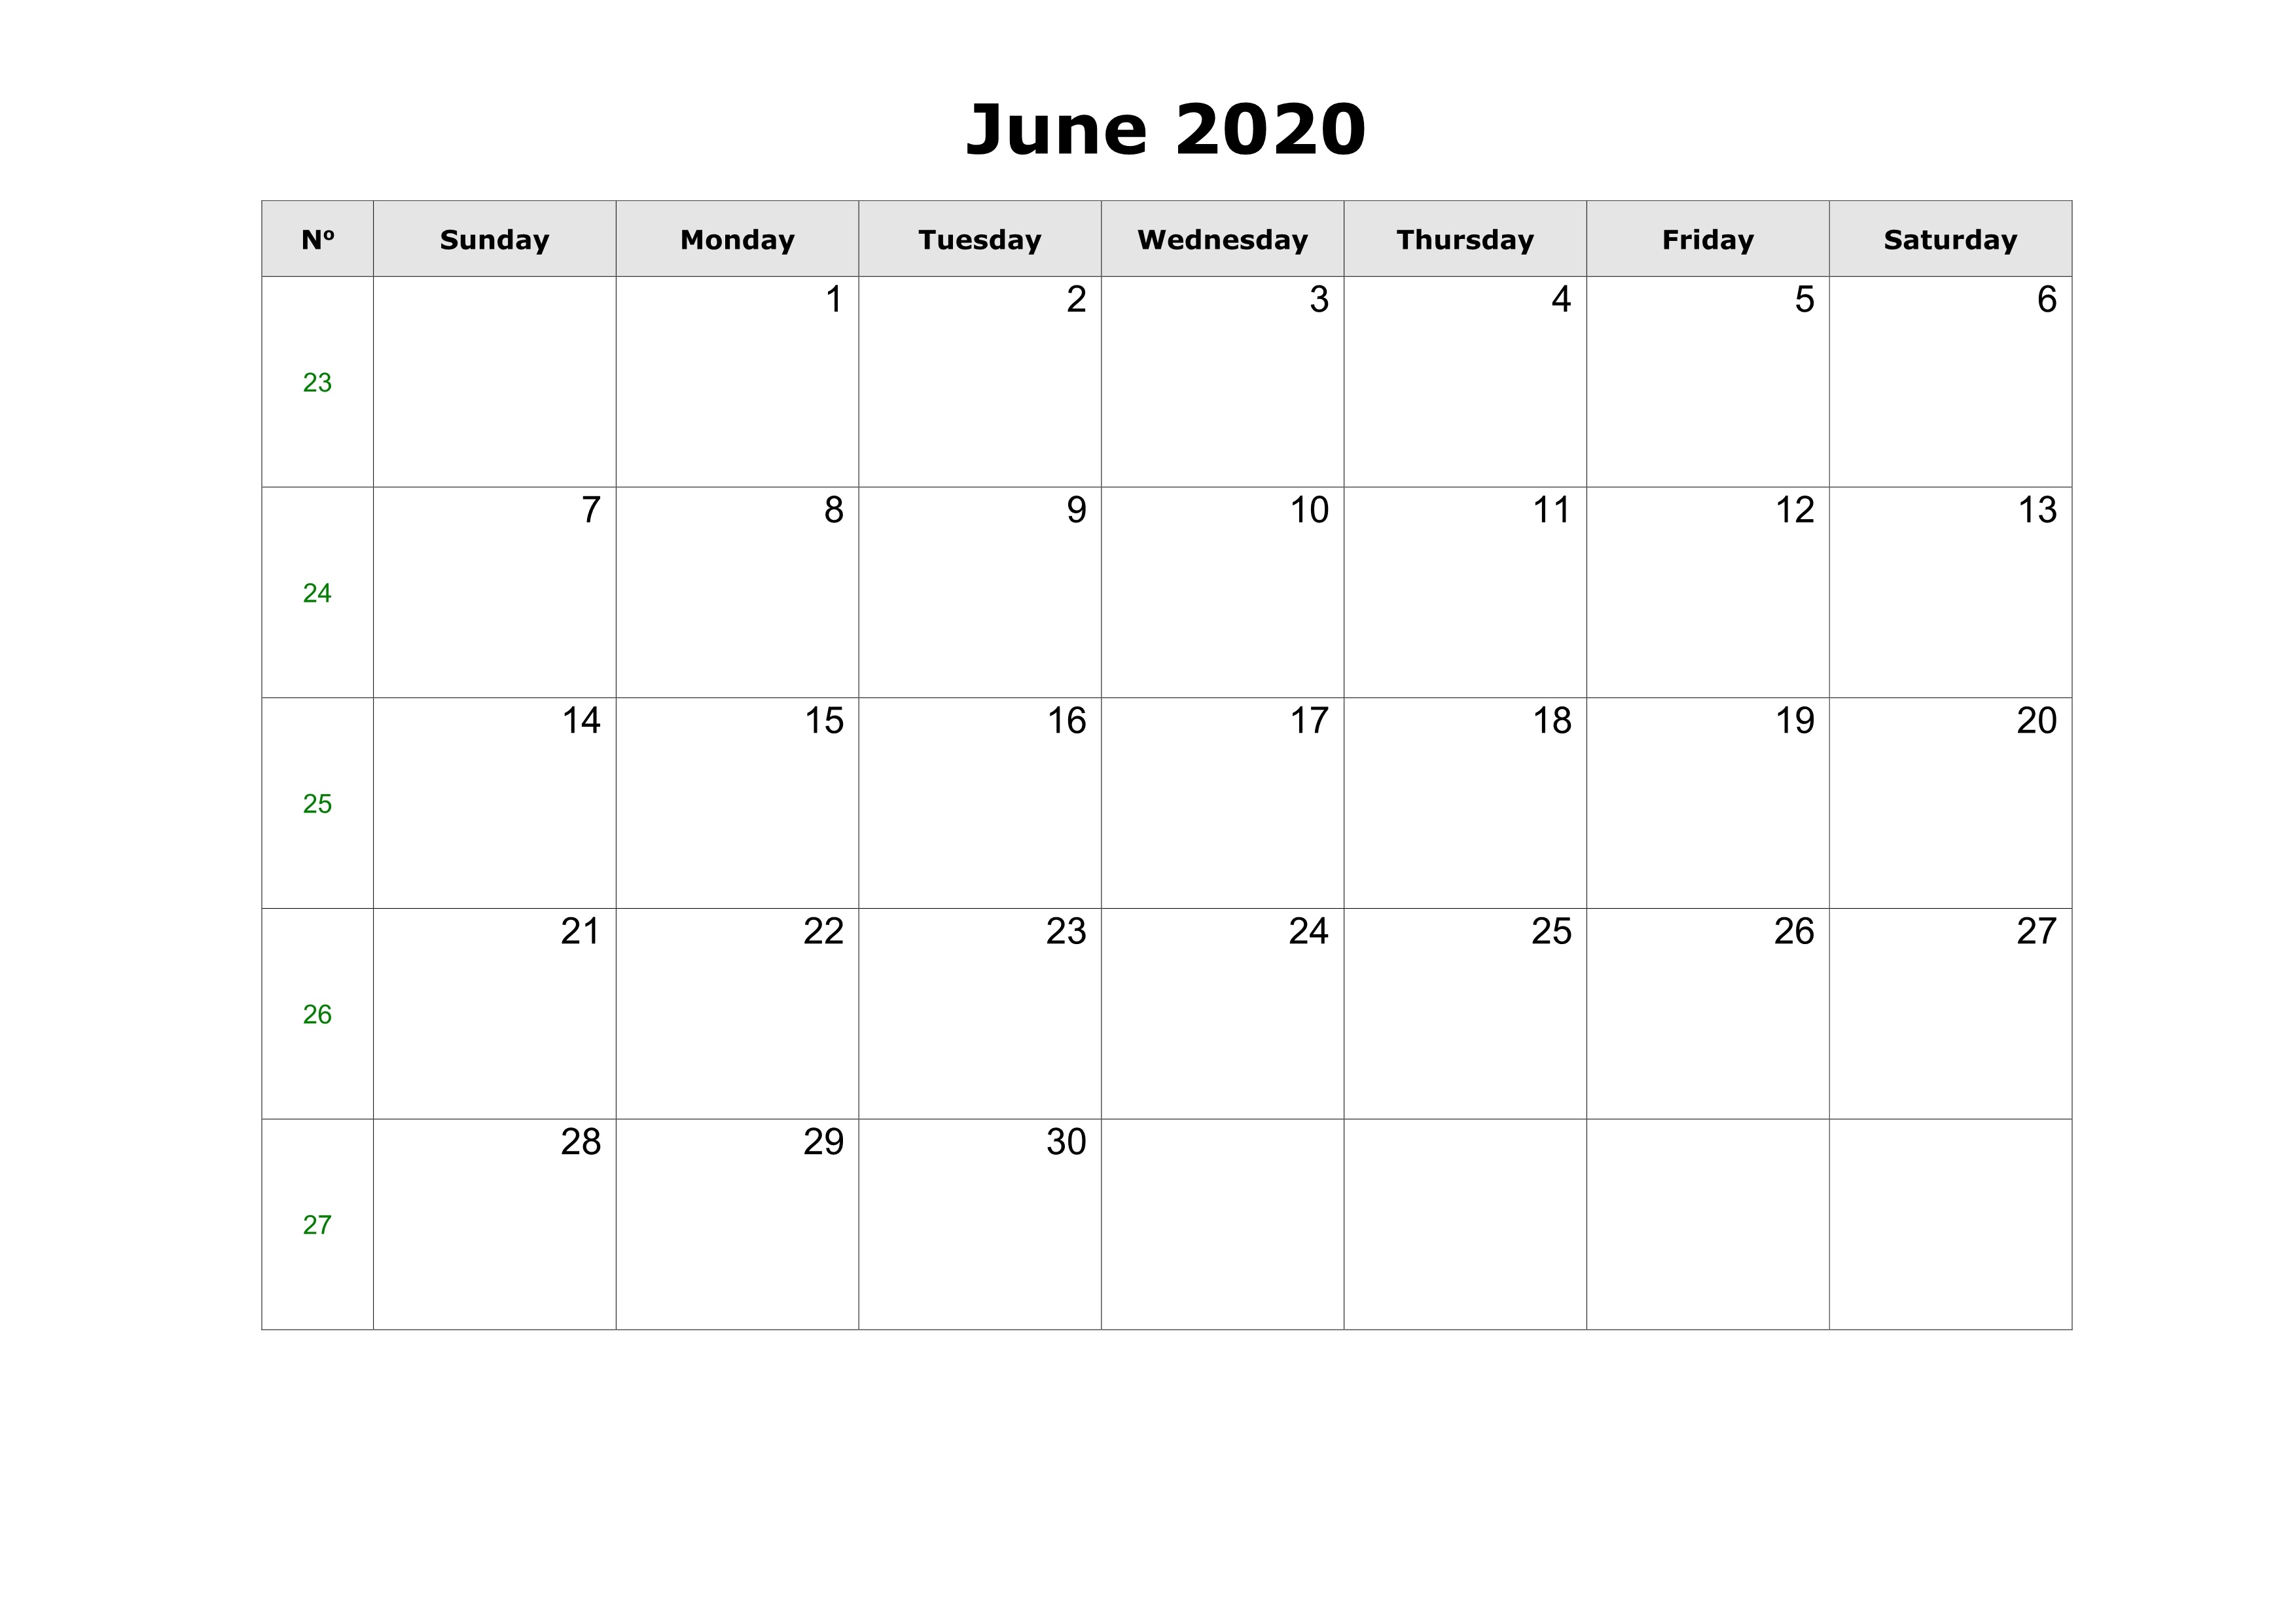 June 2020
Nº Sunday Monday Tuesday Wednesday Thursday Friday Saturday
1 2 3 4 5 6
23
7 8 9 10 11 12 13
24
14 15 16 17 18 19 20
25
21 22 23 24 25 26 27
26
28 29 30
27